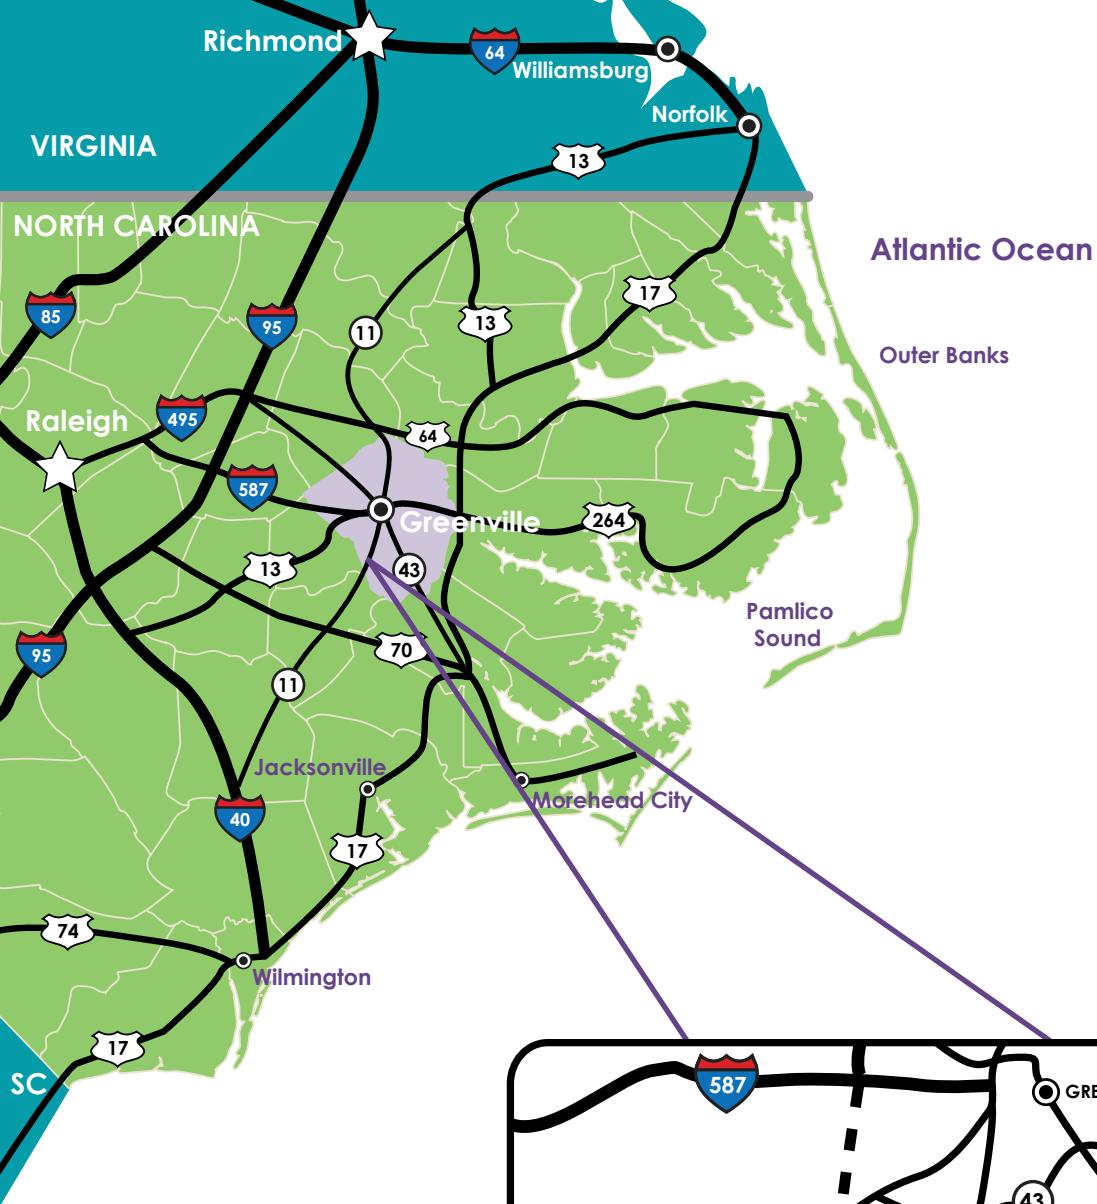 Richmond
64
Williamsburg
Norfolk
VIRGINIA
13
NORTH CAROLINA
Atlantic Ocean
17
85
95
11
13
Outer Banks
495
Raleigh
64
587
Greenville
264
13
43
Pamlico
Sound
95
70
11
Jacksonville
Morehead City
40
17
74
Wilmington
17
SC
587
GRE
43